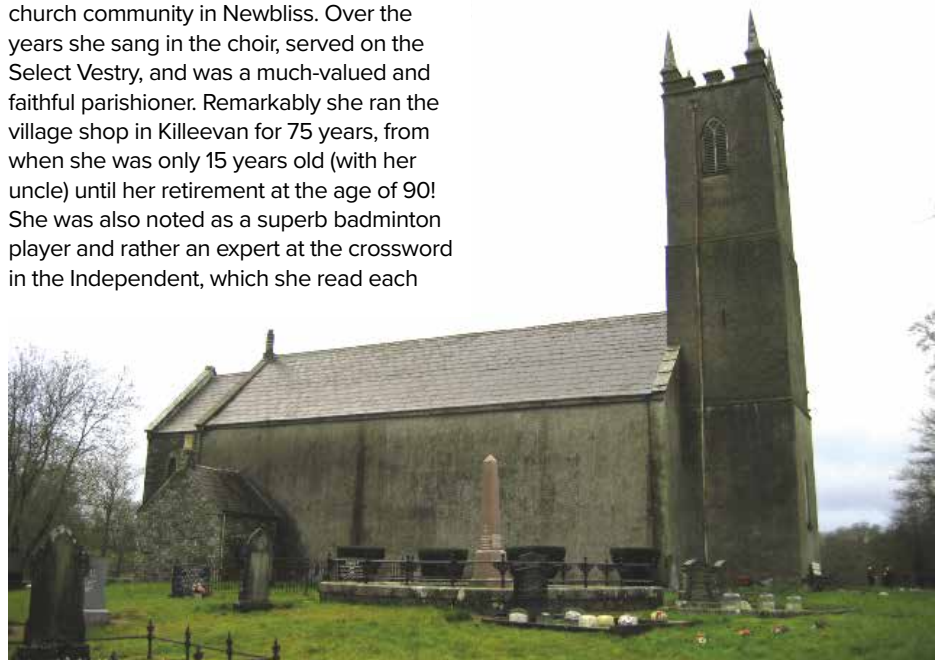 church community in Newbliss. Over the
years she sang in the choir, served on the
Select Vestry, and was a much-valued and
faithful parishioner. Remarkably she ran the
village shop in Killeevan for 75 years, from
when she was only 15 years old (with her
uncle) until her retirement at the age of 90!
She was also noted as a superb badminton
player and rather an expert at the crossword
in the Independent, which she read each